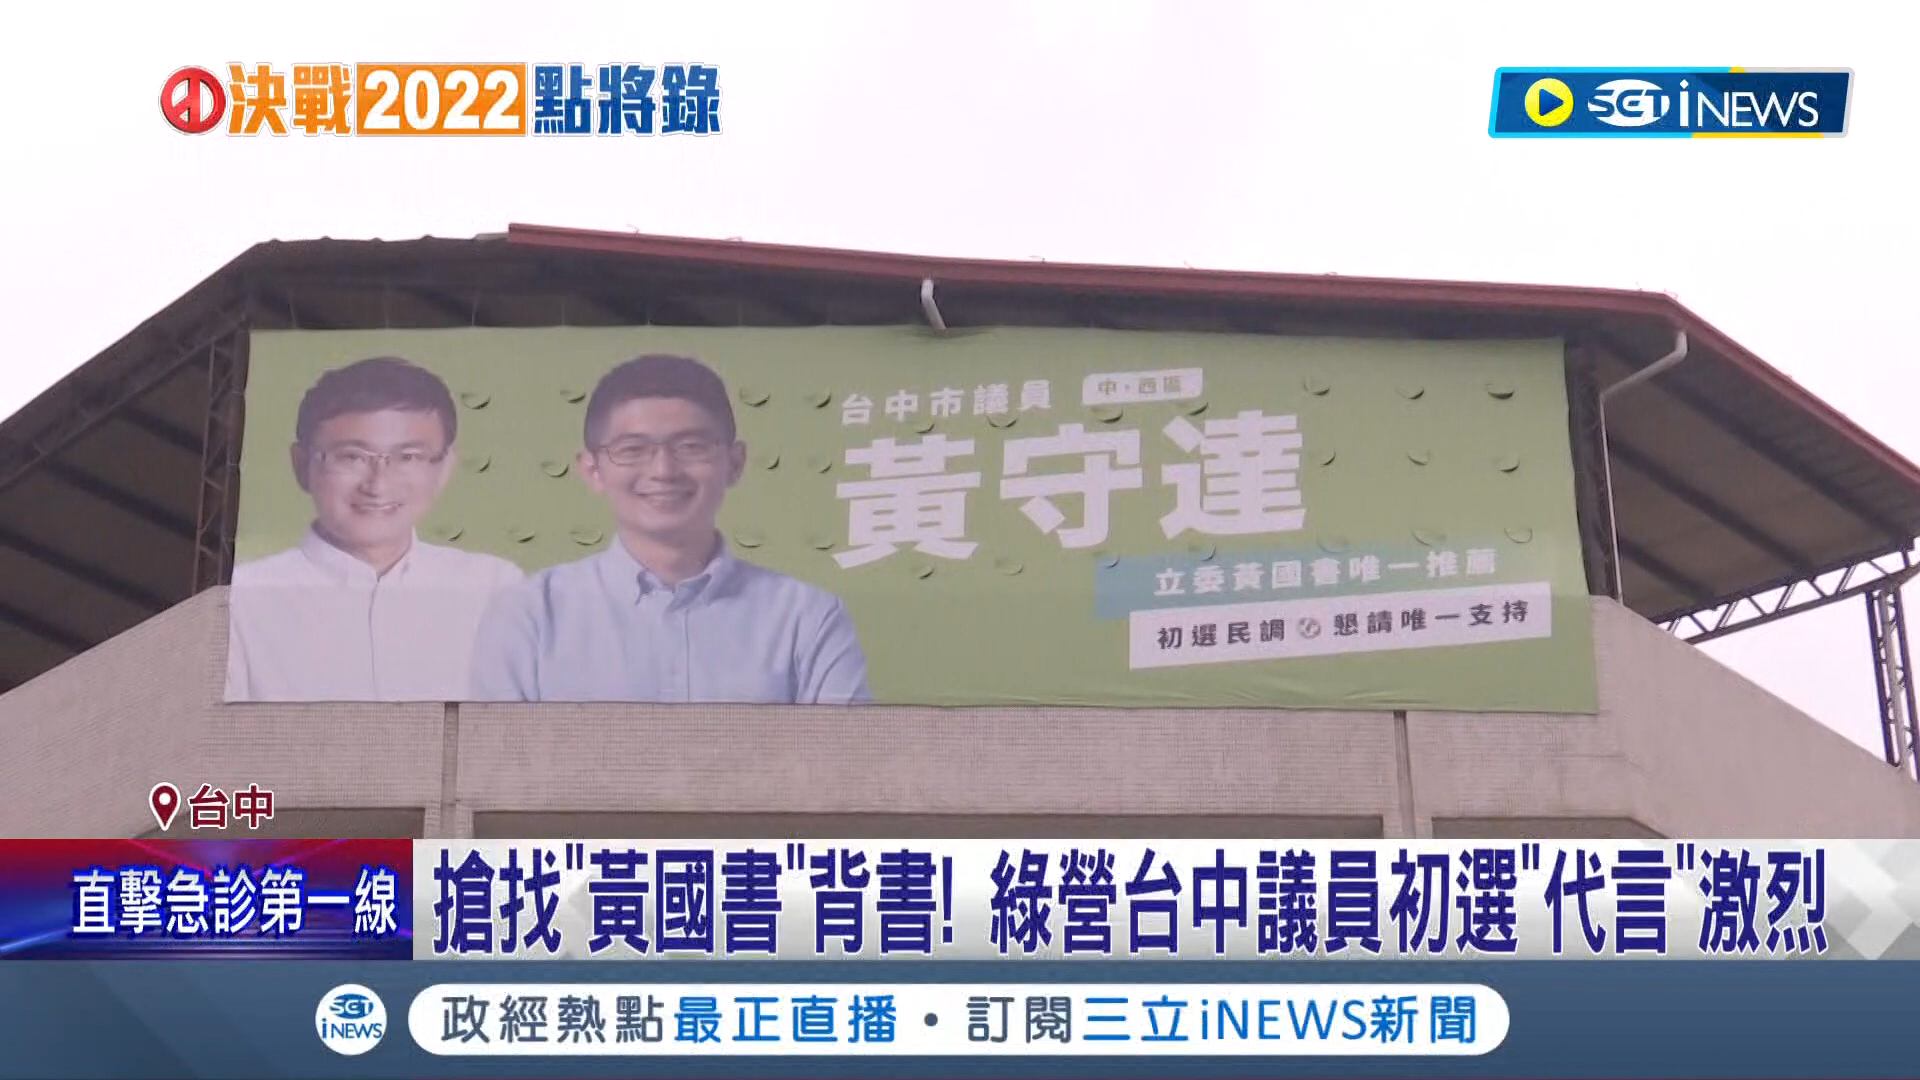 決戰2022點將錄
SET iNEWS
台中市議員 中·西區
黃守達
立委黃國書唯一推薦
初選民調 懇請唯一支持
台中
直擊急診第一線
搶找"黃國書"背書! 綠營台中議員初選"代言"激烈
SET iNEWS
政經熱點最正直播·訂閱三立iNEWS新聞